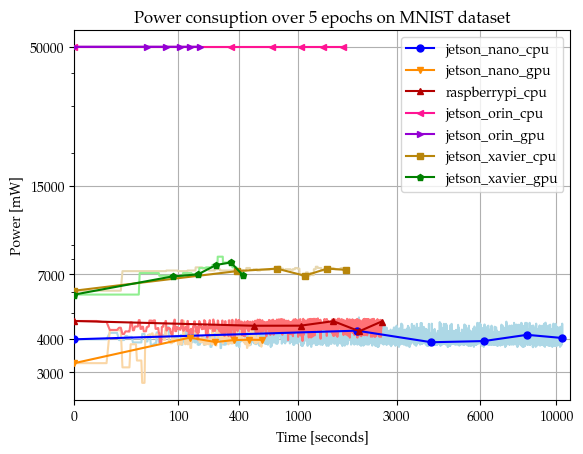 Power consuption over 5 epochs on MNIST dataset
Power [mW]
50000
15000
7000
4000
3000
jetson_nano_cpu
jetson_nano_gpu
raspberrypi_cpu
jetson_orin_cpu
jetson_orin_gpu
jetson_xavier_cpu
jetson_xavier_gpu
0 100 400 1000 3000 6000 10000
Time [seconds]